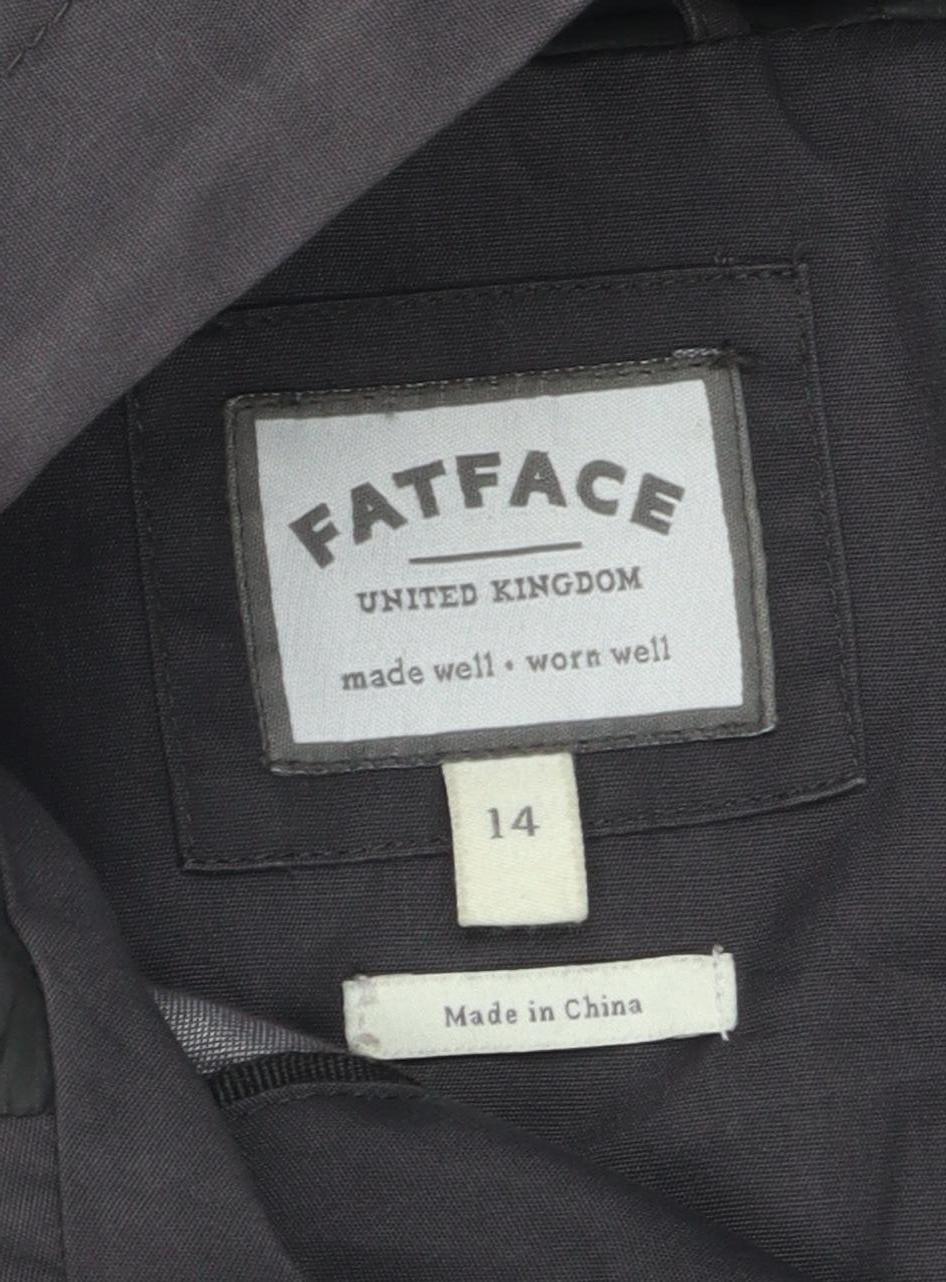 FATFACE
UNITED KINGDOM
made well • worn well
14
Made in China